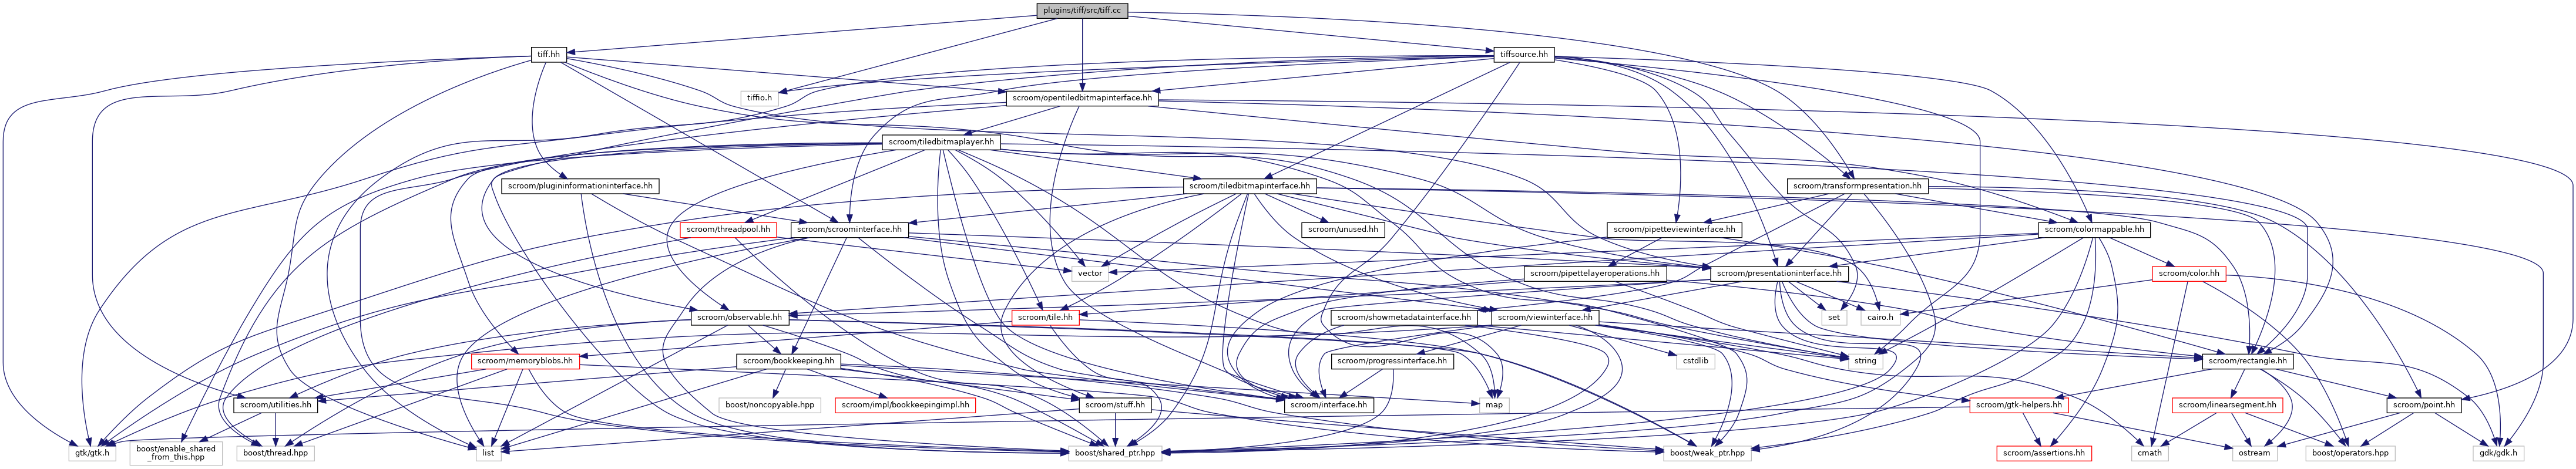 plugins/tiff/src/tiff.cc
tiff.hh
tiffsource.hh
tiffio.h
scroom/opentiledbitmapinterface.hh
scroom/tiledbitmaplayer.hh
scroom/plugininformationinterface.hh
scroom/tiledbitmapinterface.hh
scroom/transformpresentation.hh
scroom/threadpool.hh
scroom/scroominterface.hh
scroom/unused.hh
scroom/pipetteviewinterface.hh
scroom/colormappable.hh
vector
scroom/presentationinterface.hh
scroom/pipettelayeroperations.hh
scroom/color.hh
scroom/observable.hh
scroom/tile.hh
scroom/showmetadatainterface.hh
scroom/viewinterface.hh
set
cairo.h
scroom/memoryblobs.hh
scroom/bookkeeping.hh
scroom/progressinterface.hh
cstdlib
string
scroom/rectangle.hh
scroom/utilities.hh
boost/noncopyable.hpp
scroom/impl/bookkeepingimpl.hh
scroom/stuff.hh
scroom/interface.hh
map
scroom/gtk-helpers.hh
scroom/linearsegment.hh
scroom/point.hh
gtk/gtk.h
boost/enable_shared
_from_this.hpp
boost/thread.hpp
list
boost/shared_ptr.hpp
boost/weak_ptr.hpp
scroom/assertions.hh
cmath
ostream
boost/operators.hpp
gdk/gdk.h